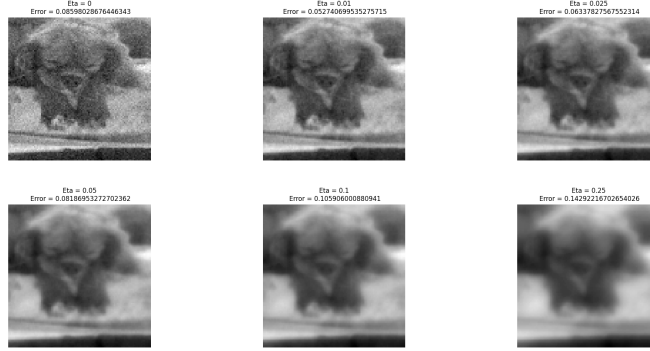 Eta = 0
Error = 0.08598028676446343
Eta = 0.01
Error = 0.052740699535275715
Eta = 0.025
Error = 0.06337827567552314
Eta = 0.05
Error = 0.08186953272702362
Eta = 0.1
Error = 0.105906000880941
Eta = 0.25
Error = 0.14292216702654026